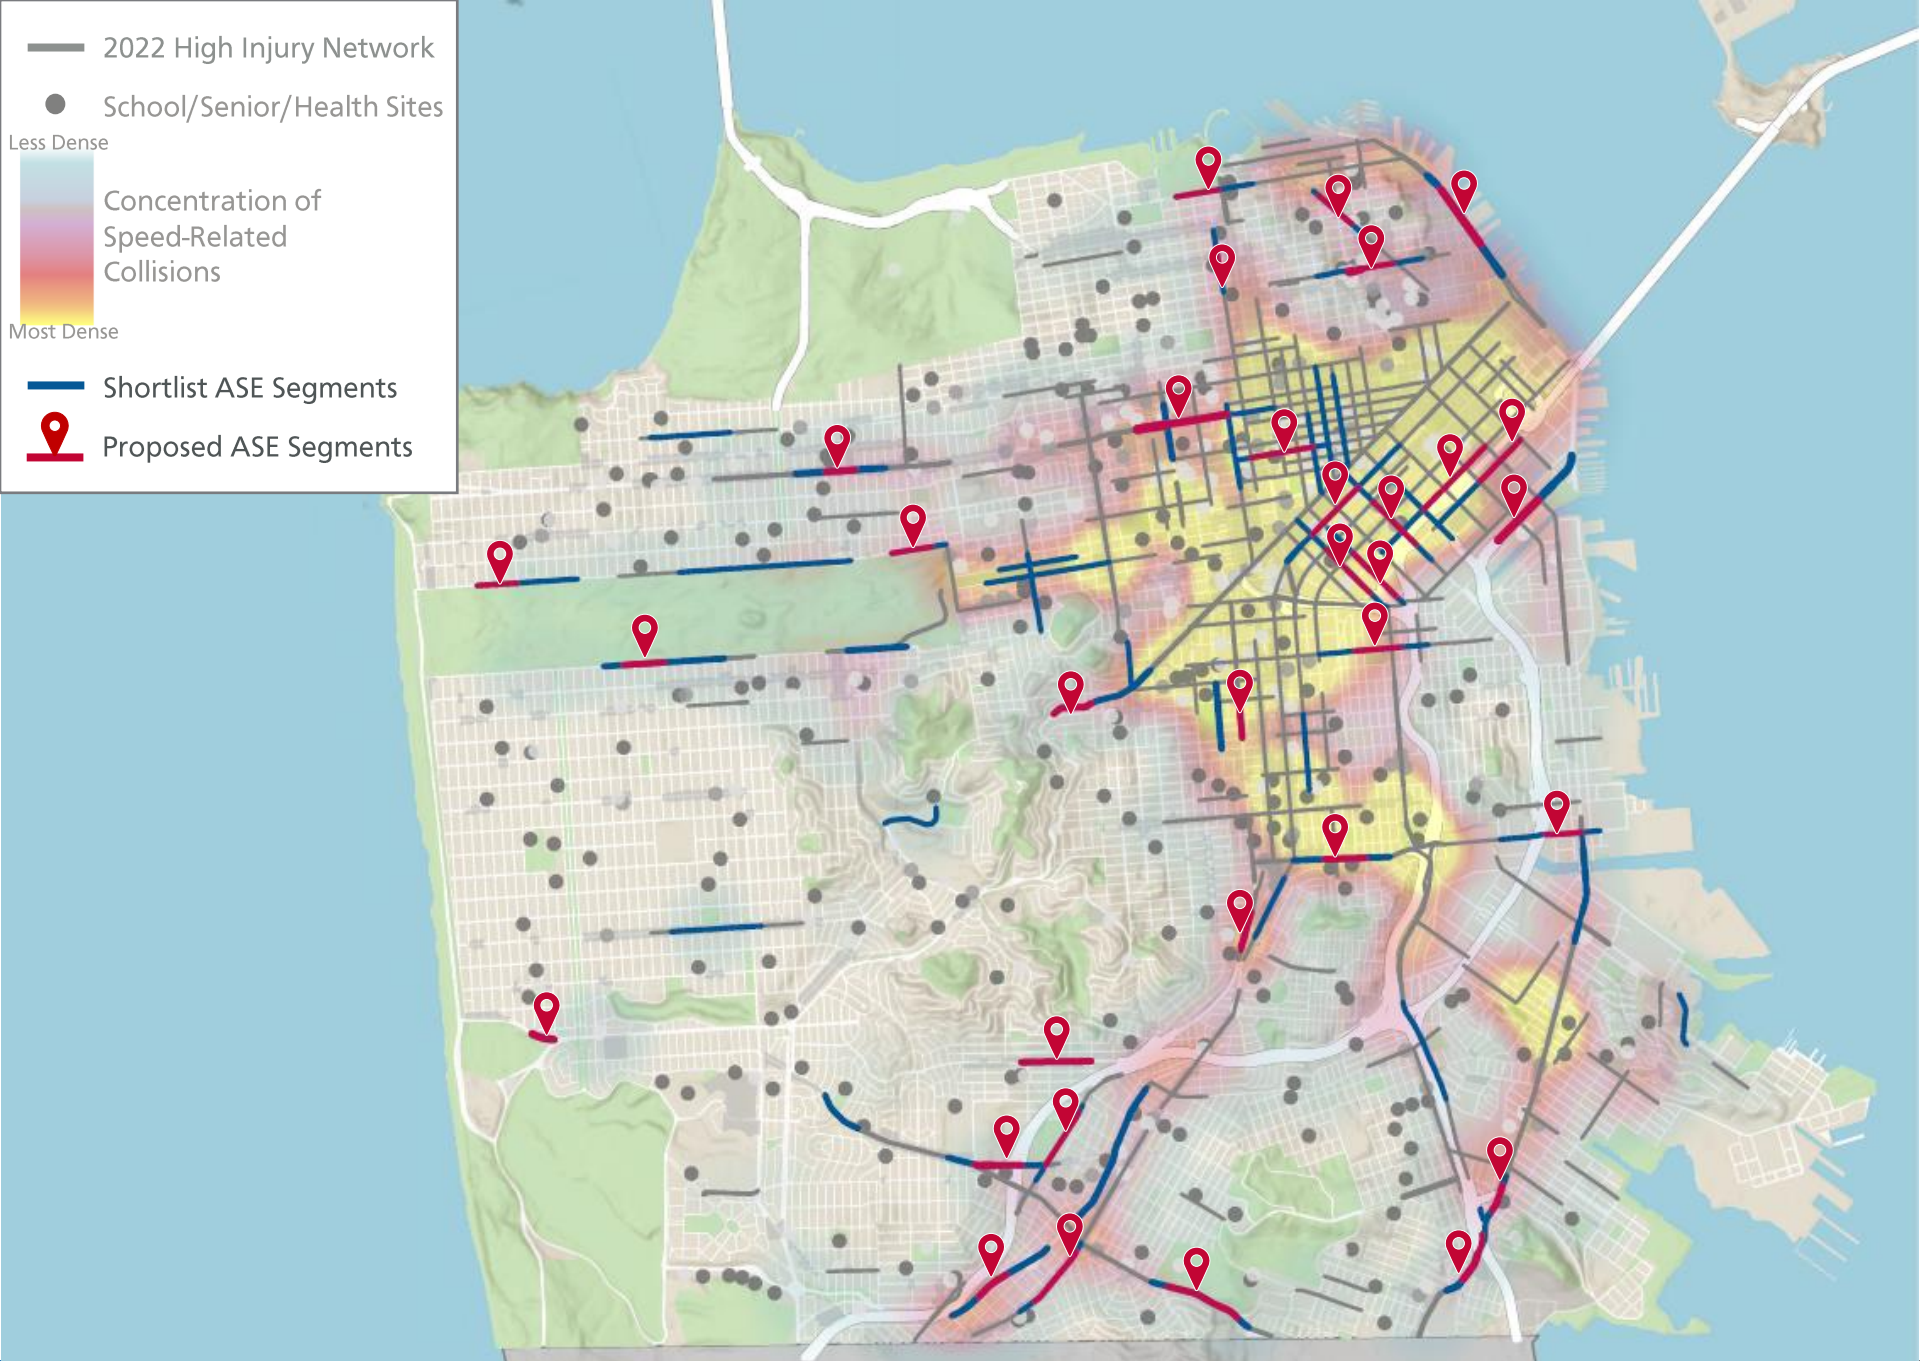 2022 High Injury Network
School/Senior/Health Sites
Less Dense
Concentration of
Speed-Related
Collisions
Most Dense
Shortlist ASE Segments
Proposed ASE Segments